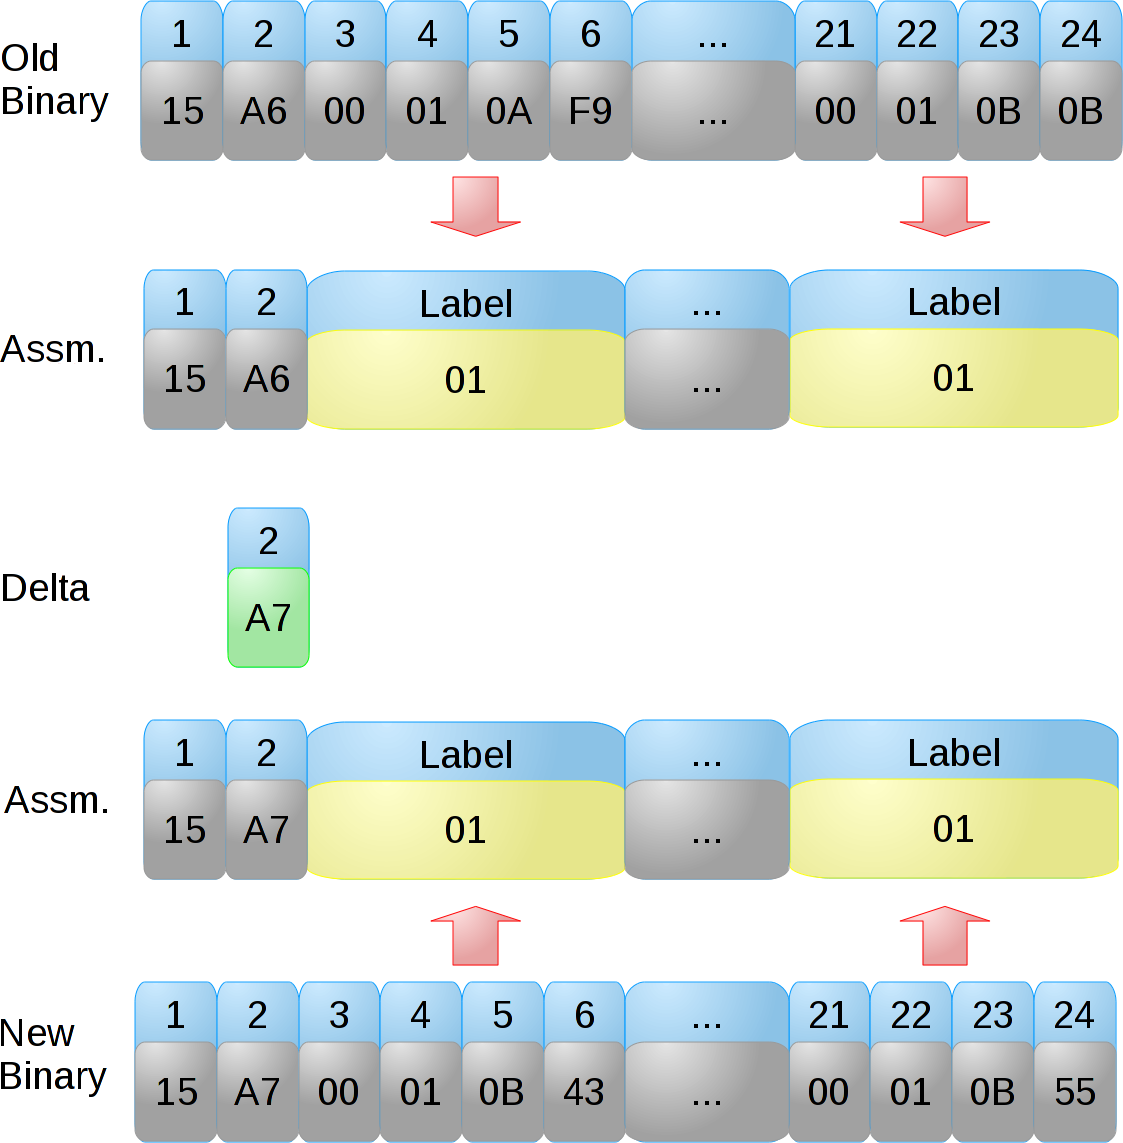 1 2 3 4 5 6 ... 21 22 23 24
Old
Binary
15 A6 00 01 0A F9 ... 00 01 0B 0B
1 2 Label ... Label
Assm.
15 A6 01 ... 01
2
Delta
A7
1 2 Label ... Label
Assm.
15 A7 01 ... 01
1 2 3 4 5 6 ... 21 22 23 24
New
Binary
15 A7 00 01 0B 43 ... 00 01 0B 55